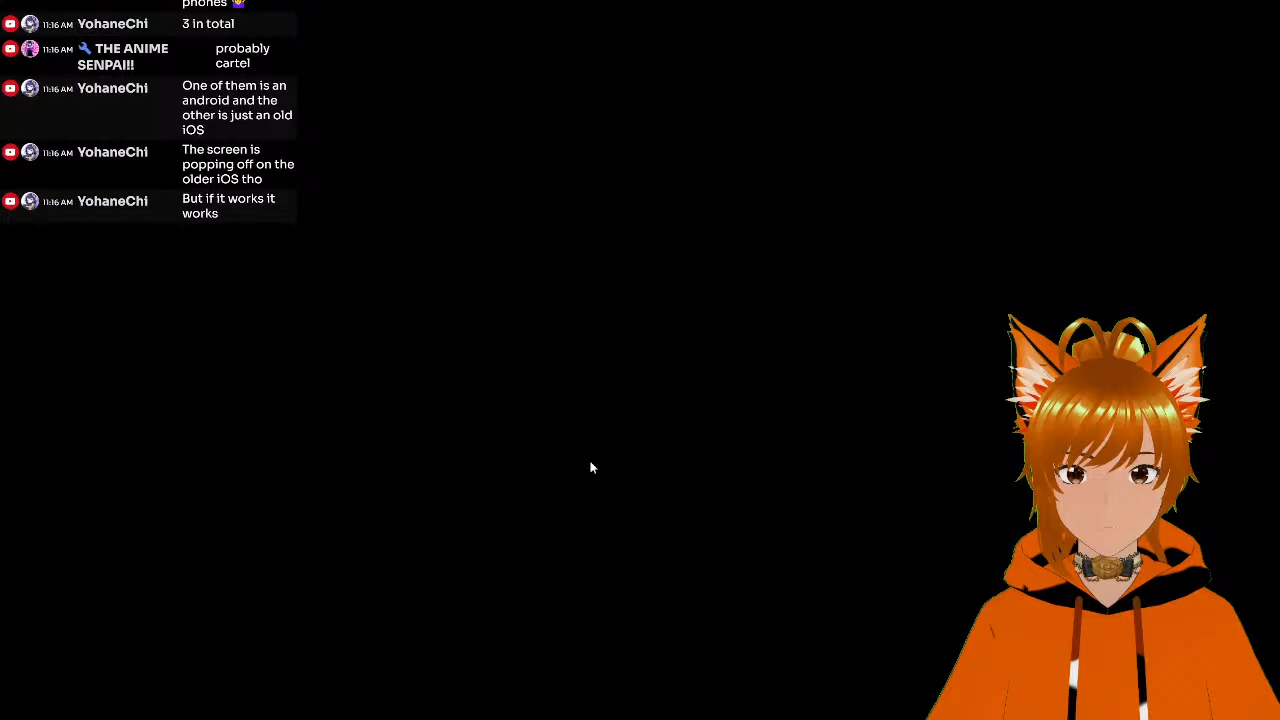 phones 🤷‍♀️
11:16 AM YohaneChi 3 in total
11:16 AM 🔧 THE ANIME SENPAI!!! probably cartel
11:16 AM YohaneChi One of them is an
android and the
other is just an old
iOS
11:16 AM YohaneChi The screen is
popping off on the
older iOS tho
11:16 AM YohaneChi But if it works it
works